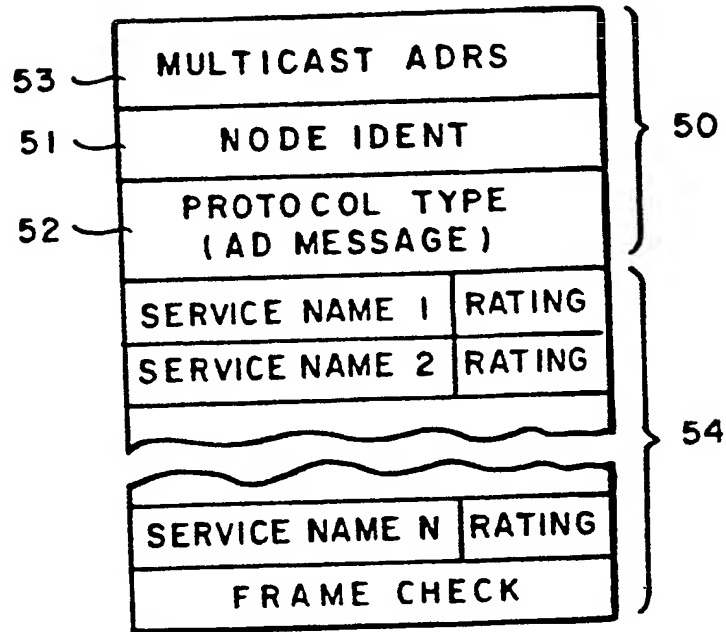 53 MULTICAST ADRS
51 NODE IDENT 50
PROTOCOL TYPE
52 (AD MESSAGE)
SERVICE NAME 1 RATING
SERVICE NAME 2 RATING
54
SERVICE NAME N RATING
FRAME CHECK